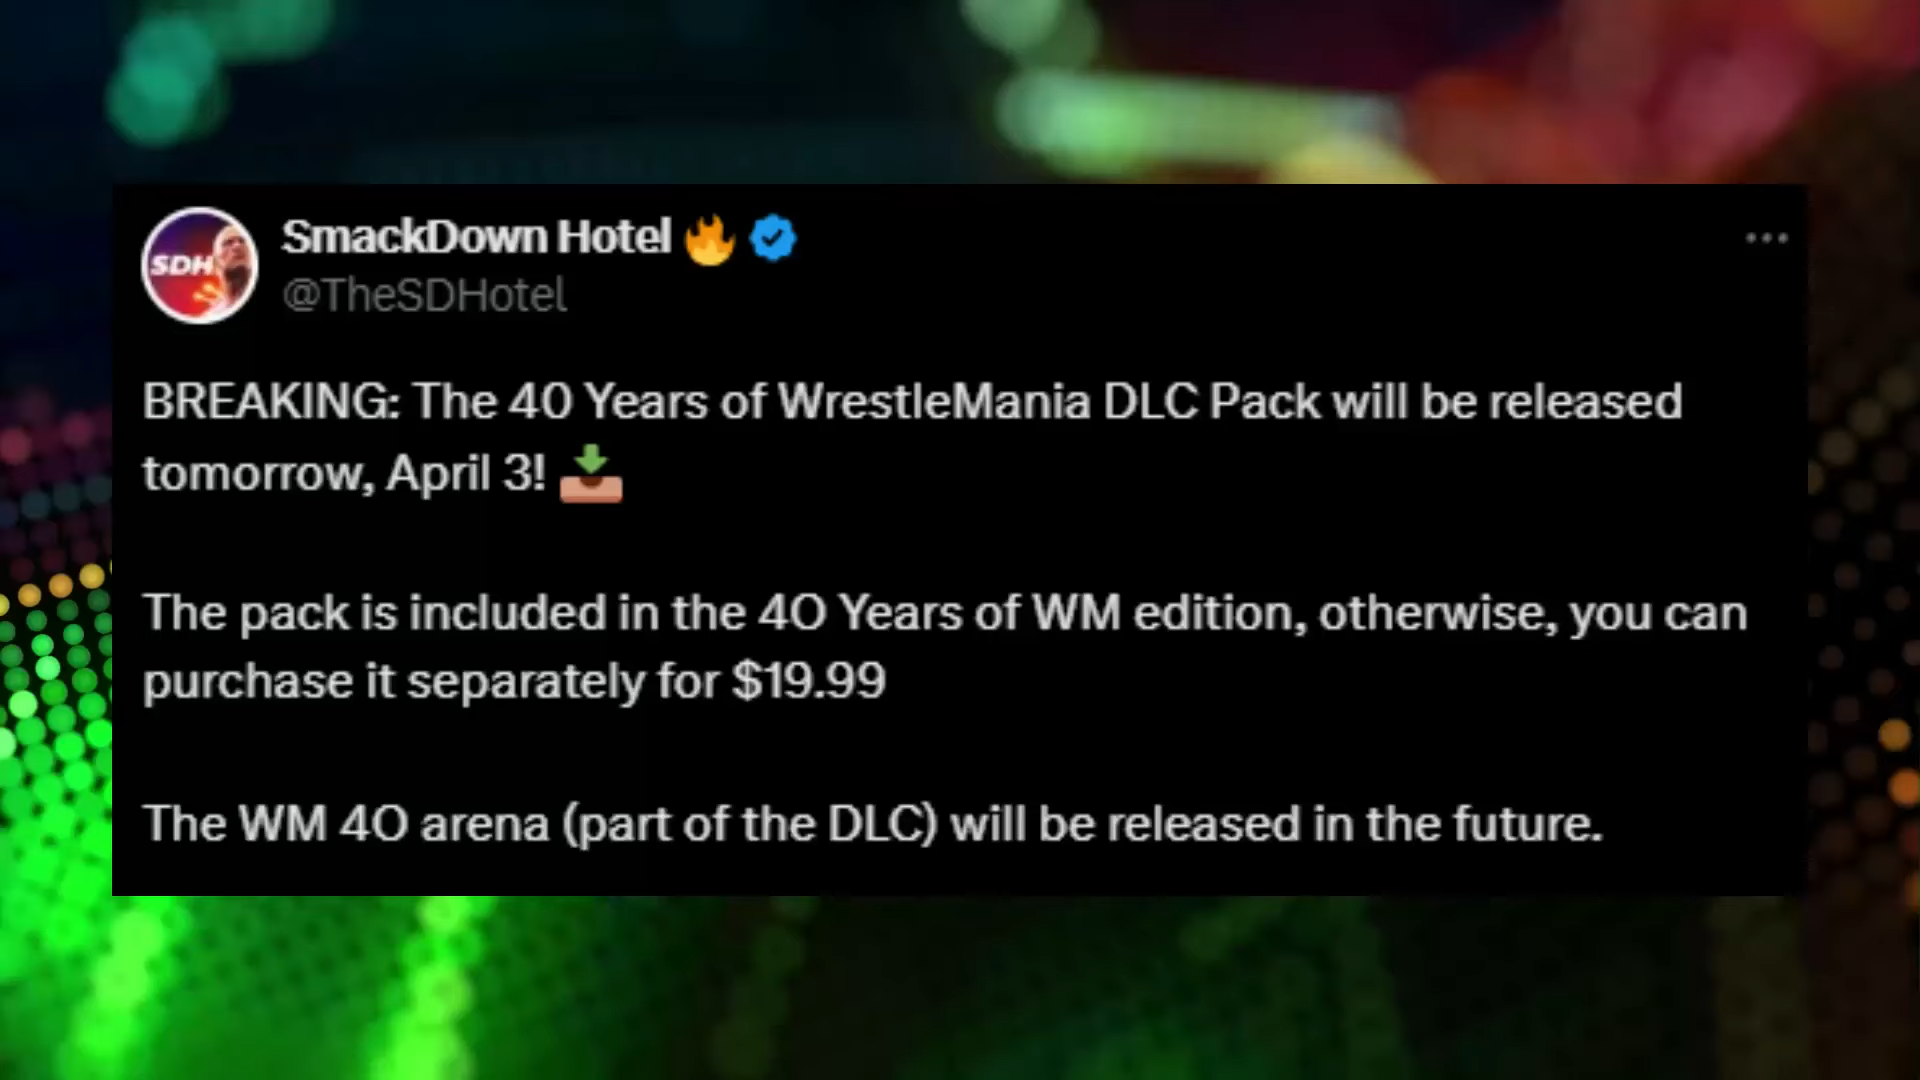 SDH
SmackDown Hotel 🔥
@TheSDHotel
BREAKING: The 40 Years of WrestleMania DLC Pack will be released
tomorrow, April 3! 📥
The pack is included in the 40 Years of WM edition, otherwise, you can
purchase it separately for $19.99
The WM 40 arena (part of the DLC) will be released in the future.